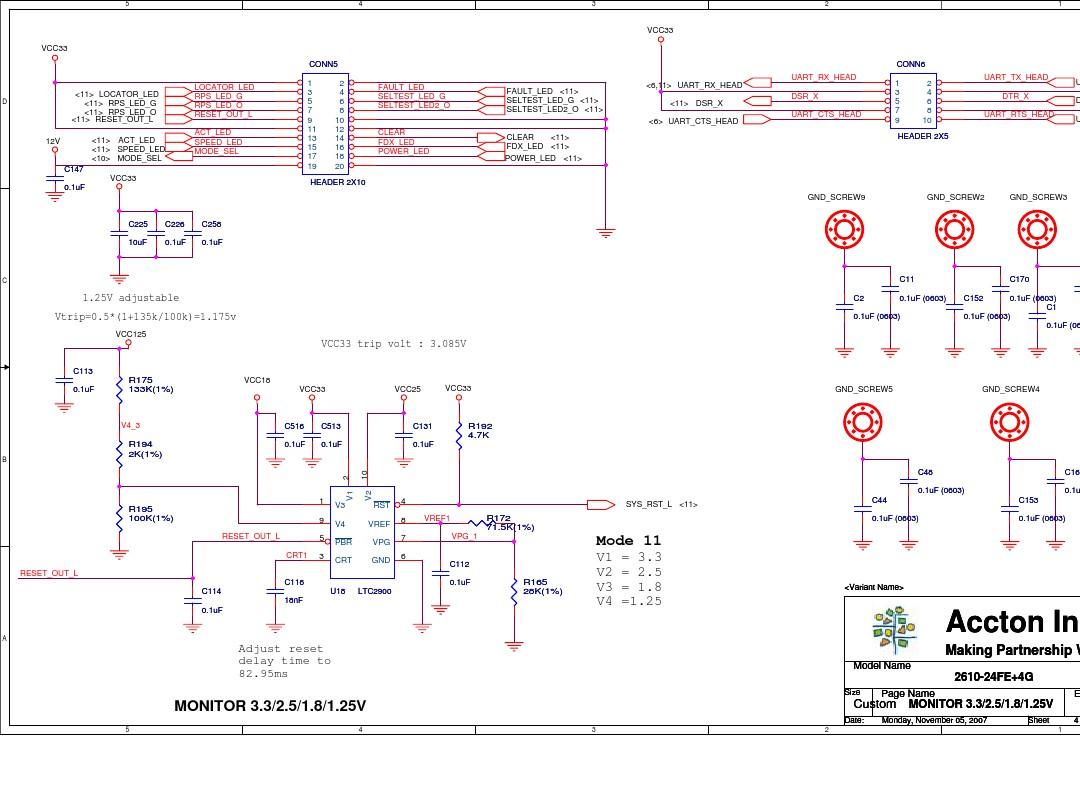 5 4 3 2 1
VCC33
CONN5
LOCATOR_LED 1 2 FAULT_LED
<11> LOCATOR_LED RPS_LED_G 3 4 SELTEST_LED_G FAULT_LED <11>
<11> RPS_LED_G RPS_LED_O 5 6 SELTEST_LED2_O SELTEST_LED_G <11>
<11> RPS_LED_O RESET_OUT_L 7 8 SELTEST_LED2_O <11>
<11> RESET_OUT_L 9 10
11 12
ACT_LED 13 14 CLEAR
<11> ACT_LED SPEED_LED 15 16 FDX_LED CLEAR <11>
<11> SPEED_LED MODE_SEL 17 18 POWER_LED FDX_LED <11>
<10> MODE_SEL 19 20 POWER_LED <11>
HEADER 2X10
12V
C147
0.1uF
VCC33
C225
10uF
C226
0.1uF
C258
0.1uF
VCC33
CONN6
<6,11> UART_RX_HEAD UART_RX_HEAD 1 2 UART_TX_HEAD
3 4
<11> DSR_X DSR_X 5 6 DTR_X
7 8
<6> UART_CTS_HEAD UART_CTS_HEAD 9 10 UART_RTS_HEAD
HEADER 2X5
GND_SCREW9
GND_SCREW2
GND_SCREW3
C11
0.1uF (0603)
C2
0.1uF (0603)
C170
0.1uF (0603)
C152
0.1uF (0603)
C1
1.25V adjustable
Vtrip=0.5*(1+135k/100k)=1.175v
VCC125
VCC33 trip volt : 3.085V
C113
0.1uF
R175
133K(1%)
V4_3
R194
2K(1%)
R195
100K(1%)
VCC18
VCC33
VCC25
VCC33
C516
0.1uF
C513
0.1uF
C131
0.1uF
R192
4.7K
GND_SCREW5
GND_SCREW4
C46
0.1uF (0603)
C44
0.1uF (0603)
C153
0.1uF (0603)
2 10
V1 V2
1 V3 RST 4 SYS_RST_L <11>
9 V4 VREF 8 VREF1 R172
71.5K(1%)
RESET_OUT_L 5 PBR VPG 7 VPG_1
CRT1 3 CRT GND 6
RESET_OUT_L
C114
0.1uF
C116
18nF
U18 LTC2900
C112
0.1uF
R165
28K(1%)
Mode 11
V1 = 3.3
V2 = 2.5
V3 = 1.8
V4 =1.25
Adjust reset
delay time to
82.95ms
MONITOR 3.3/2.5/1.8/1.25V
<Variant Name>
Accton In
Making Partnership
Model Name
2610-24FE+4G
Size Page Name
Custom MONITOR 3.3/2.5/1.8/1.25V
Date: Monday, November 05, 2007 Sheet 4
D
C
B
A
5 4 3 2 1